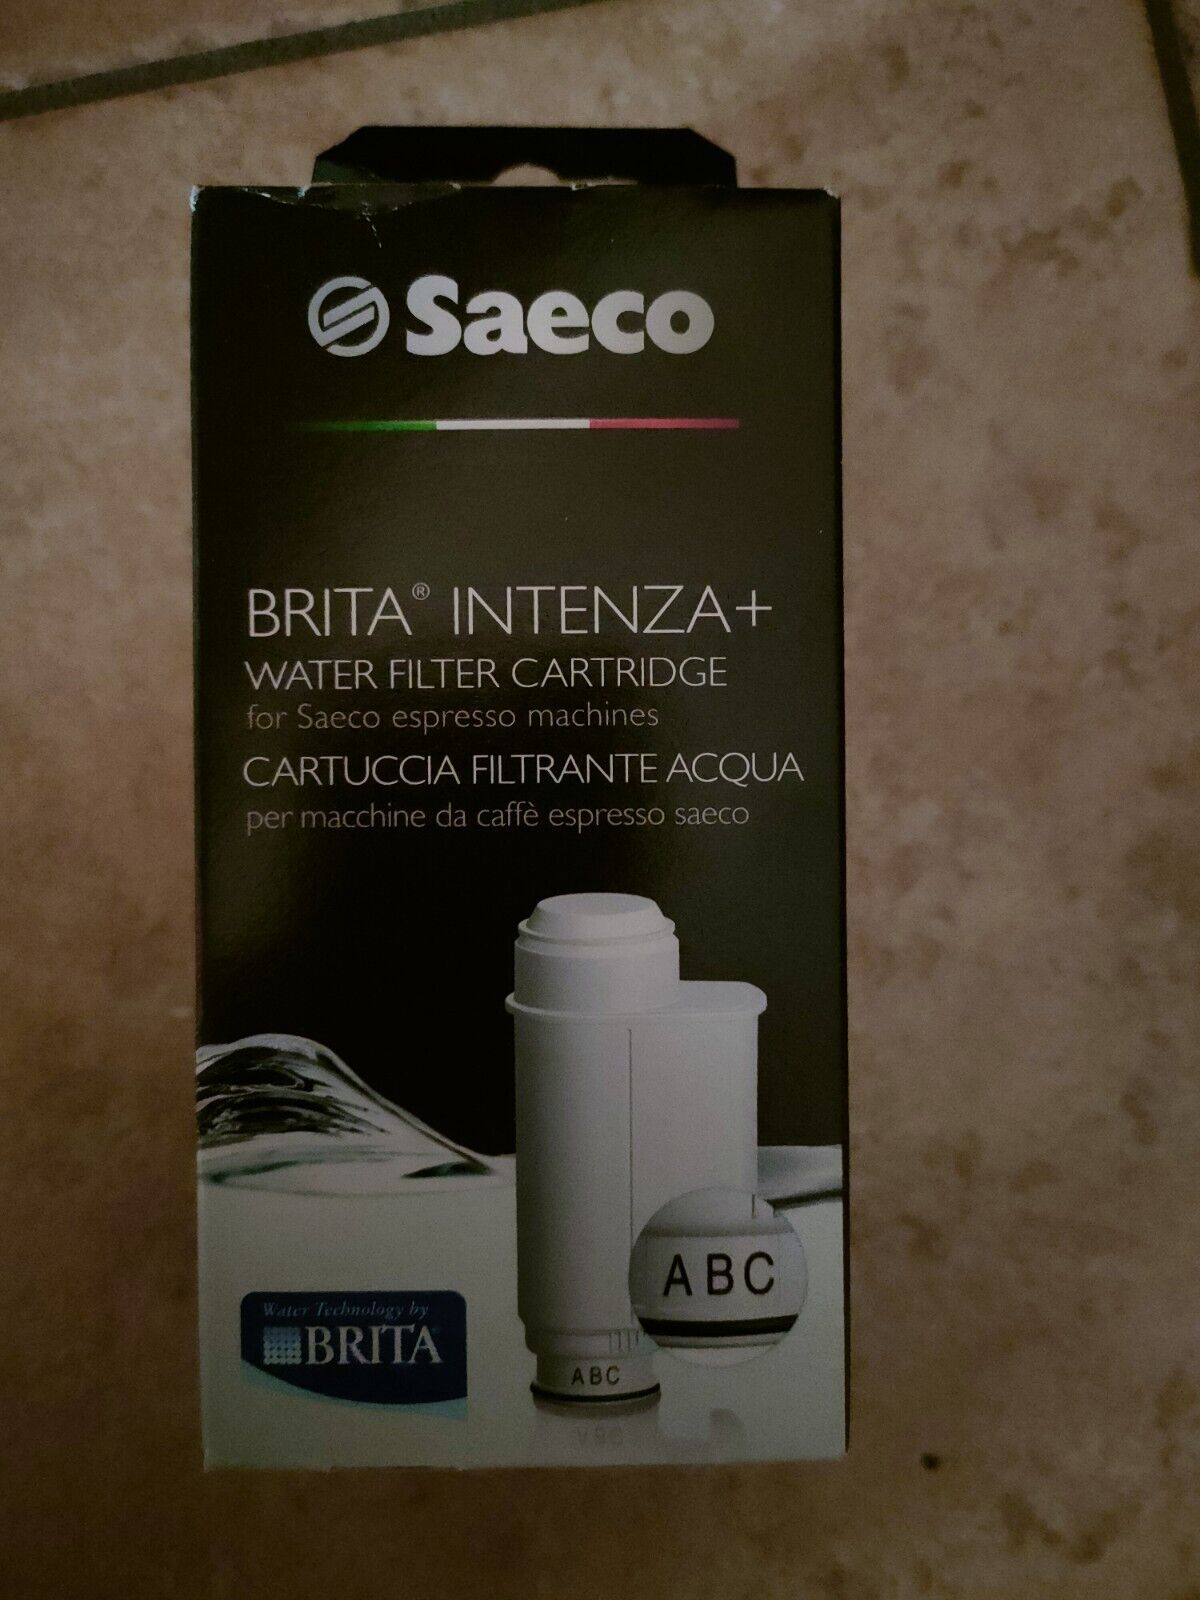 Saeco
BRITA® INTENZA+
WATER FILTER CARTRIDGE
for Saeco espresso machines
CARTUCCIA FILTRANTE ACQUA
per macchine da caffè espresso saeco
ABC
ABC
Water Technology by
BRITA